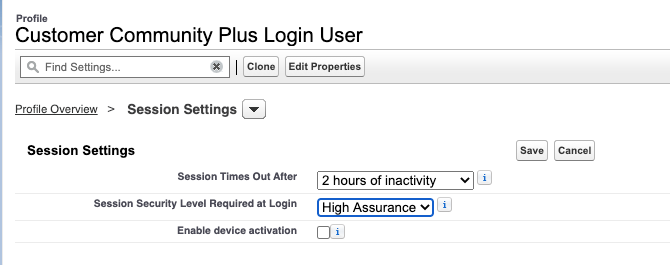 Profile
Customer Community Plus Login User
Find Settings... Clone Edit Properties
Profile Overview > Session Settings
Session Settings Save Cancel
Session Times Out After 2 hours of inactivity i
Session Security Level Required at Login High Assurance i
Enable device activation i